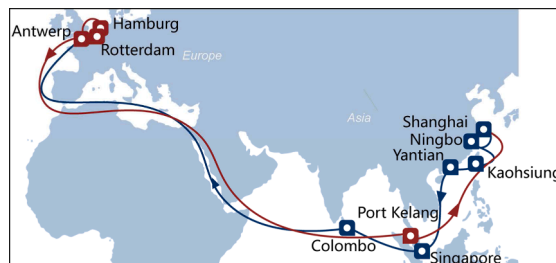 Hamburg
Antwerp
Rotterdam
Europe
Asia
Shanghai
Ningbo
Yantian
Kaohsiung
Port Kelang
Colombo
Singapore